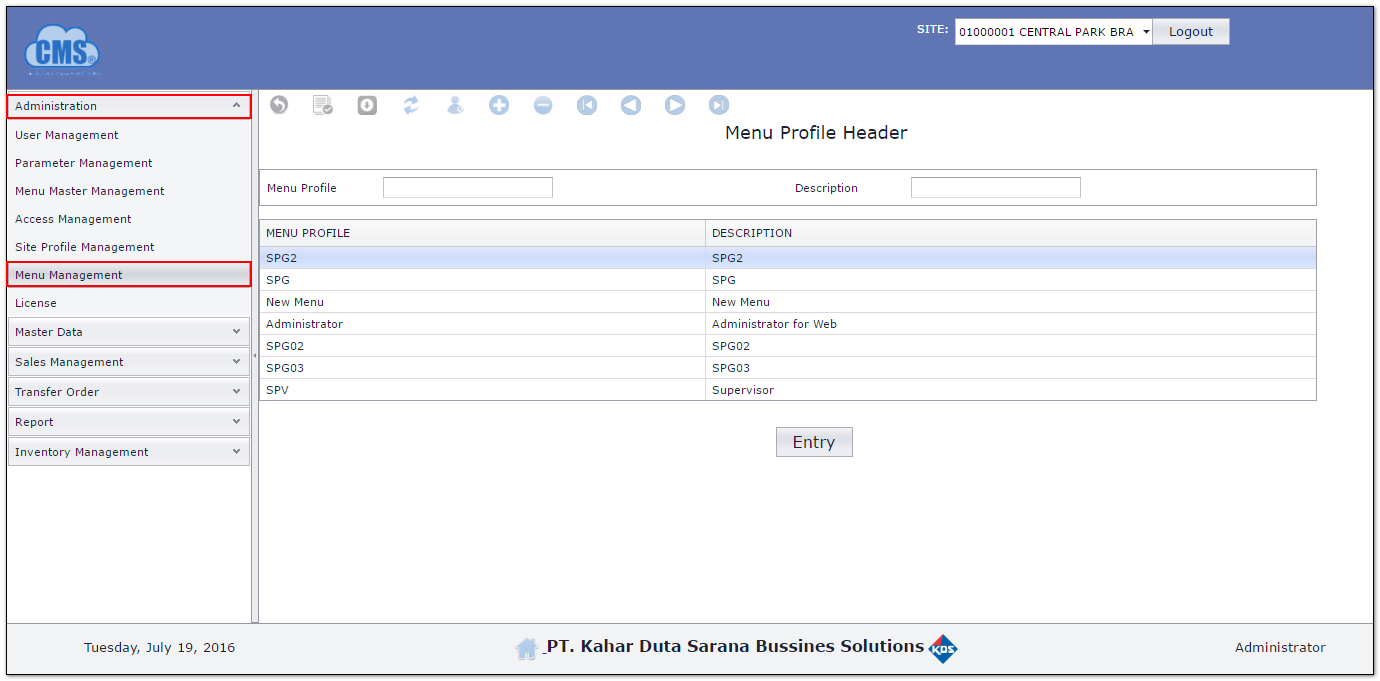 CMS®
SITE: 01000001 CENTRAL PARK BRA Logout
Administration
User Management
Parameter Management
Menu Master Management
Access Management
Site Profile Management
Menu Management
License
Master Data
Sales Management
Transfer Order
Report
Inventory Management
Menu Profile Header
Menu Profile Description
MENU PROFILE DESCRIPTION
SPG2 SPG2
SPG SPG
New Menu New Menu
Administrator Administrator for Web
SPG02 SPG02
SPG03 SPG03
SPV Supervisor
Entry
Tuesday, July 19, 2016 PT. Kahar Duta Sarana Bussines Solutions KDS Administrator